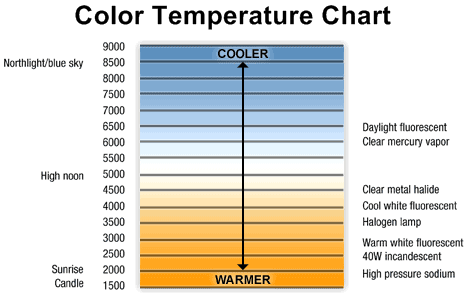 Color Temperature Chart
9000
COOLER
Northlight/blue sky
8500
8000
7500
7000
6500
Daylight fluorescent
6000
Clear mercury vapor
5500
High noon
5000
4500
Clear metal halide
4000
Cool white fluorescent
3500
Halogen lamp
3000
Warm white fluorescent
2500
40W incandescent
Sunrise
2000
High pressure sodium
Candle
1500
WARMER